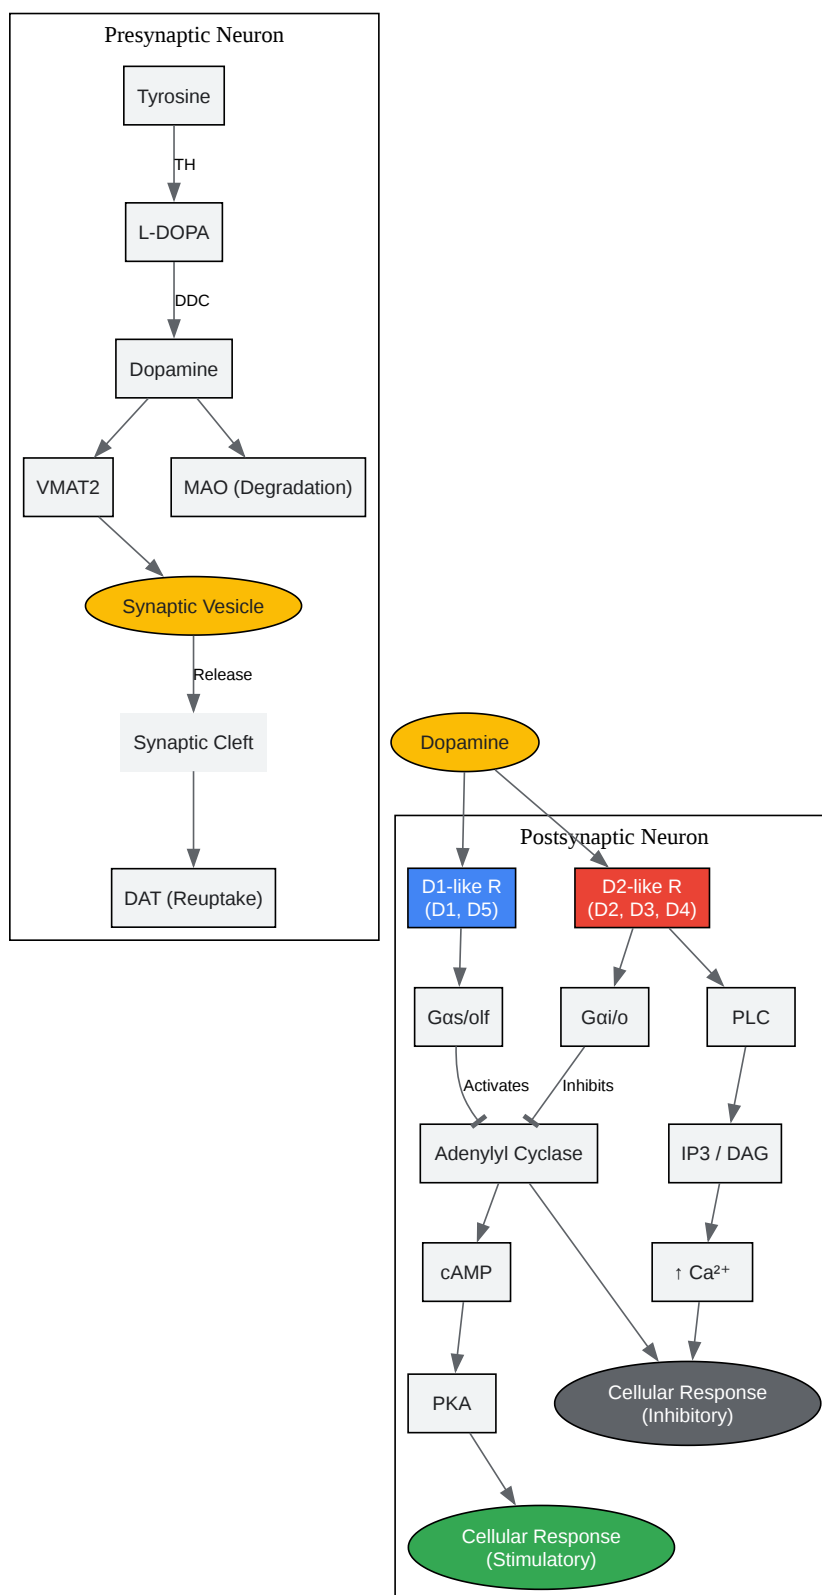 Presynaptic Neuron
Tyrosine
TH
L-DOPA
DDC
Dopamine
VMAT2
MAO (Degradation)
Synaptic Vesicle
Release
Synaptic Cleft
DAT (Reuptake)
Dopamine
Postsynaptic Neuron
D1-like R
(D1, D5)
D2-like R
(D2, D3, D4)
Gαs/olf
Gαi/o
PLC
Activates
Inhibits
Adenylyl Cyclase
IP3 / DAG
cAMP
↑ Ca²⁺
PKA
Cellular Response
(Inhibitory)
Cellular Response
(Stimulatory)